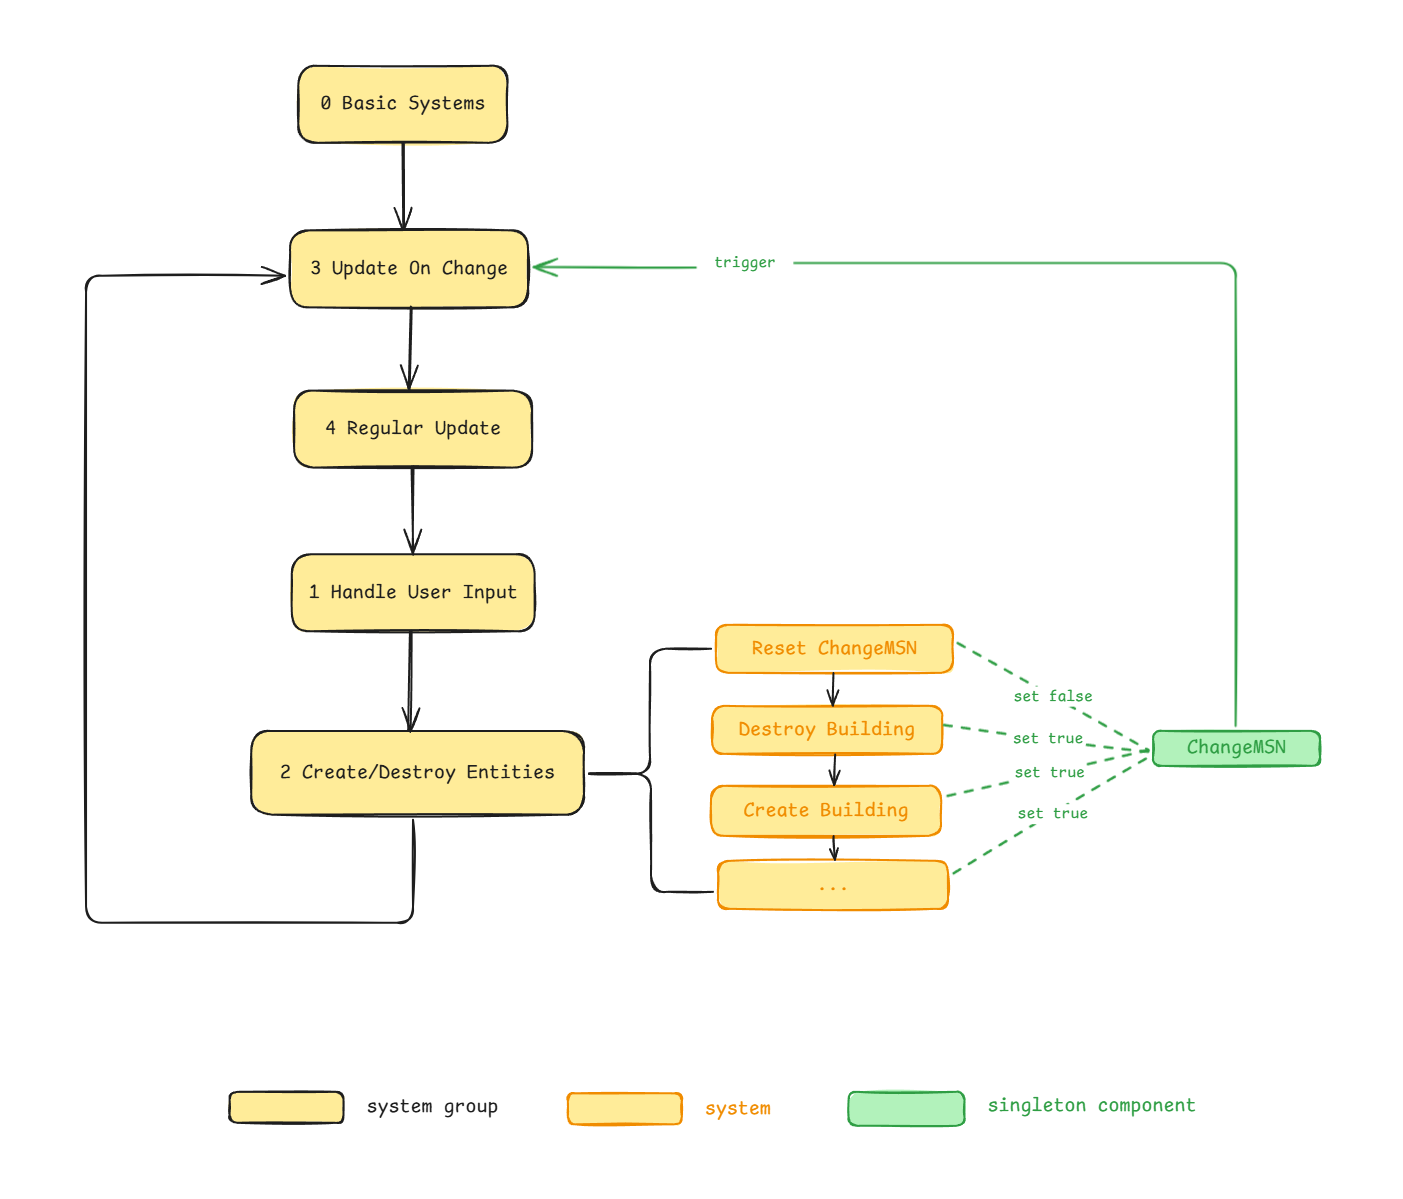 0 Basic Systems
3 Update On Change
trigger
4 Regular Update
1 Handle User Input
Reset ChangeMSN
set false
Destroy Building
set true
ChangeMSN
2 Create/Destroy Entities
set true
Create Building
set true
...
system group
system
singleton component